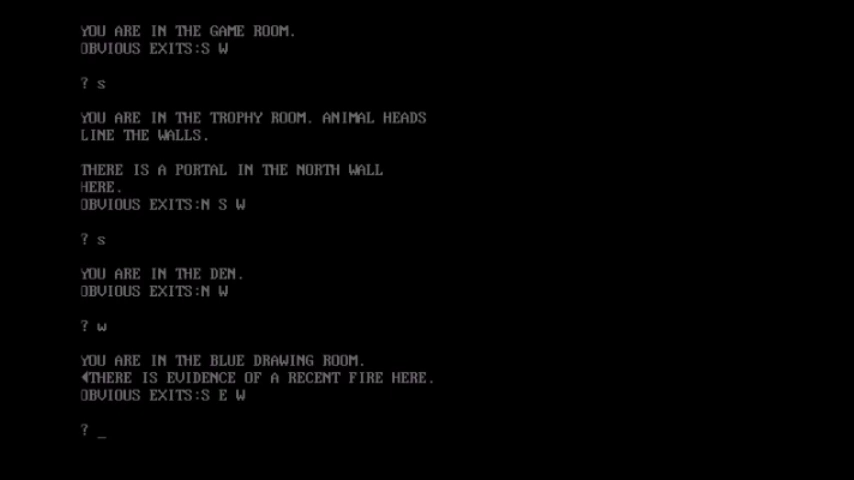 YOU ARE IN THE GAME ROOM.
OBVIOUS EXITS:S W
? s
YOU ARE IN THE TROPHY ROOM. ANIMAL HEADS
LINE THE WALLS.
THERE IS A PORTAL IN THE NORTH WALL
HERE.
OBVIOUS EXITS:N S W
? s
YOU ARE IN THE DEN.
OBVIOUS EXITS:N W
? w
YOU ARE IN THE BLUE DRAWING ROOM.
◄THERE IS EVIDENCE OF A RECENT FIRE HERE.
OBVIOUS EXITS:S E W
? _